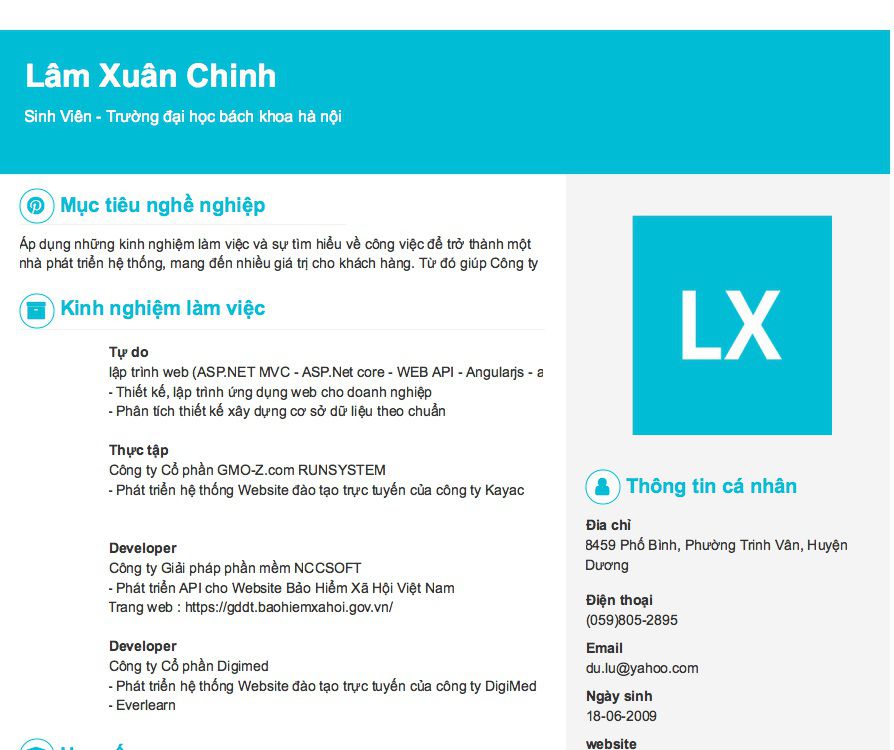 Lâm Xuân Chinh
Sinh Viên - Trường đại học bách khoa hà nội
Mục tiêu nghề nghiệp
Áp dụng những kinh nghiệm làm việc và sự tìm hiểu về công việc để trở thành một
nhà phát triển hệ thống, mang đến nhiều giá trị cho khách hàng. Từ đó giúp Công ty
Kinh nghiệm làm việc
Tự do
lập trình web (ASP.NET MVC - ASP.Net core - WEB API - Angularjs - a
- Thiết kế, lập trình ứng dụng web cho doanh nghiệp
- Phân tích thiết kế xây dựng cơ sở dữ liệu theo chuẩn
Thực tập
Công ty Cổ phần GMO-Z.com RUNSYSTEM
- Phát triển hệ thống Website đào tạo trực tuyến của công ty Kayac
Developer
Công ty Giải pháp phần mềm NCCSOFT
- Phát triển API cho Website Bảo Hiểm Xã Hội Việt Nam
Trang web : https://gddt.baohiemxahoi.gov.vn/
Developer
Công ty Cổ phần Digimed
- Phát triển hệ thống Website đào tạo trực tuyến của công ty DigiMed
- Everlearn
LX
Thông tin cá nhân
Địa chỉ
8459 Phố Bình, Phường Trinh Vân, Huyện
Dương
Điện thoại
(059)805-2895
Email
du.lu@yahoo.com
Ngày sinh
18-06-2009
website